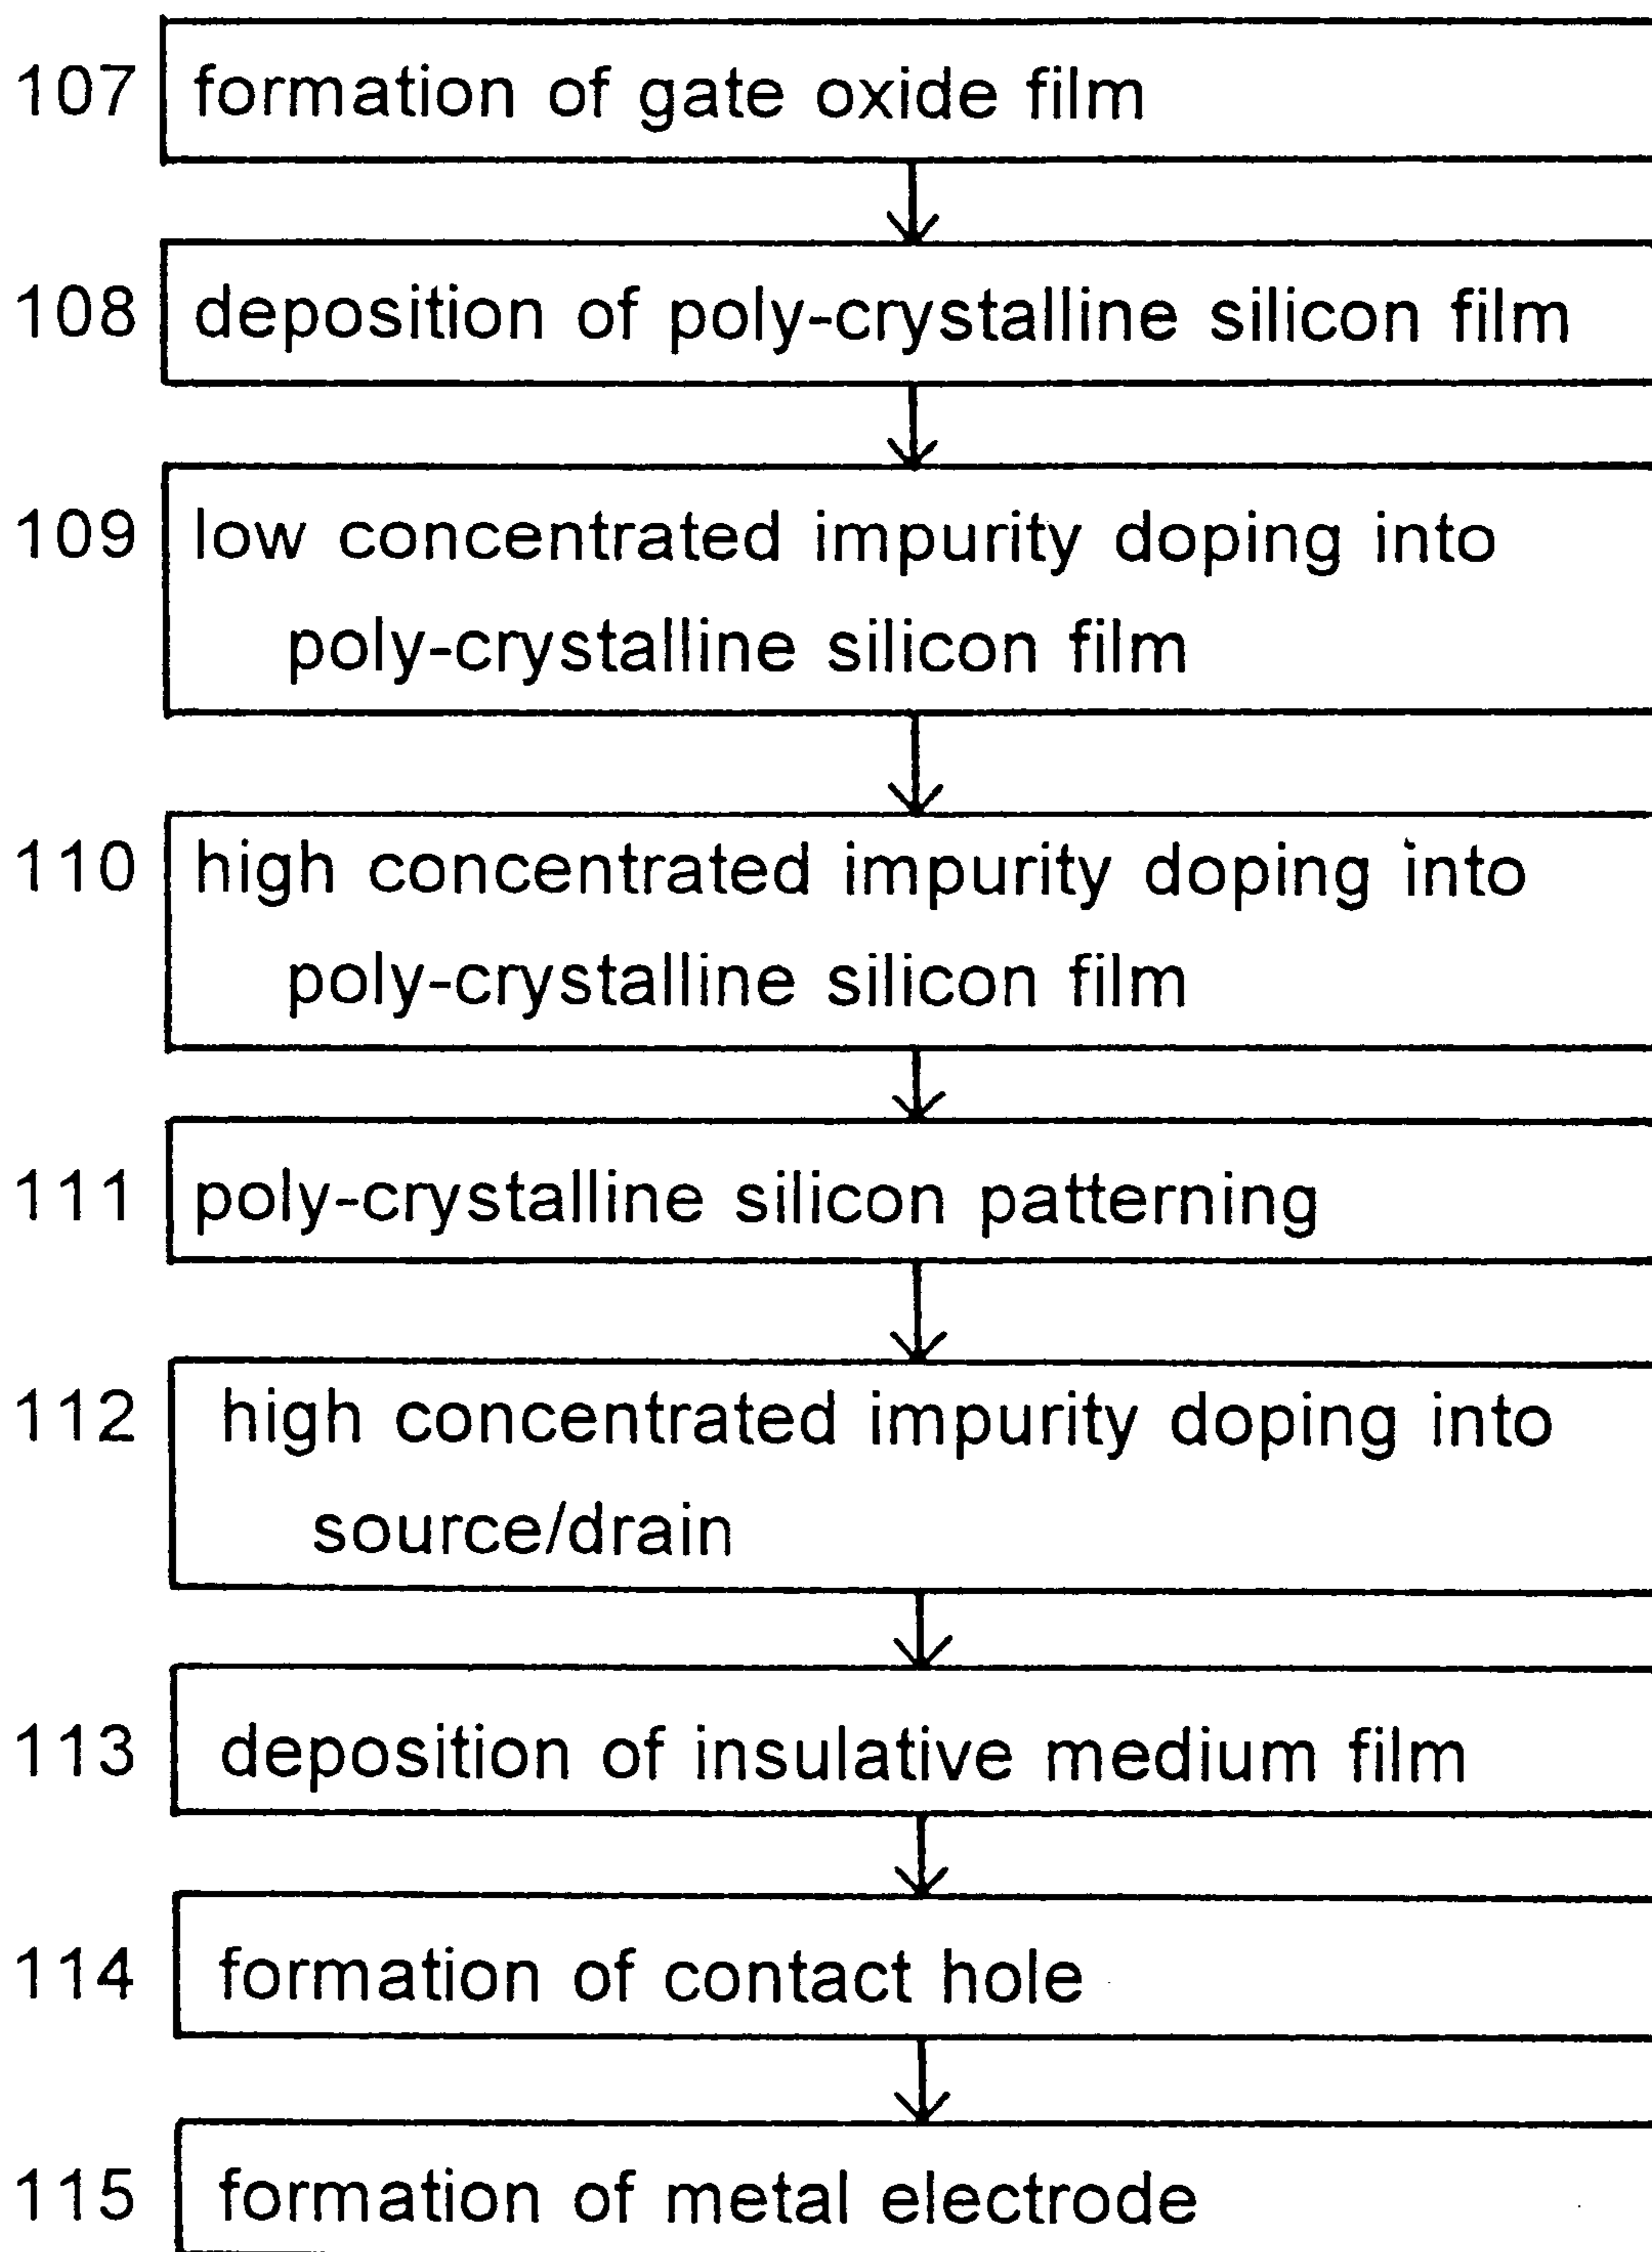 107 formation of gate oxide film
108 deposition of poly-crystalline silicon film
109 low concentrated impurity doping into
poly-crystalline silicon film
110 high concentrated impurity doping into
poly-crystalline silicon film
111 poly-crystalline silicon patterning
112 high concentrated impurity doping into
source/drain
113 deposition of insulative medium film
114 formation of contact hole
115 formation of metal electrode